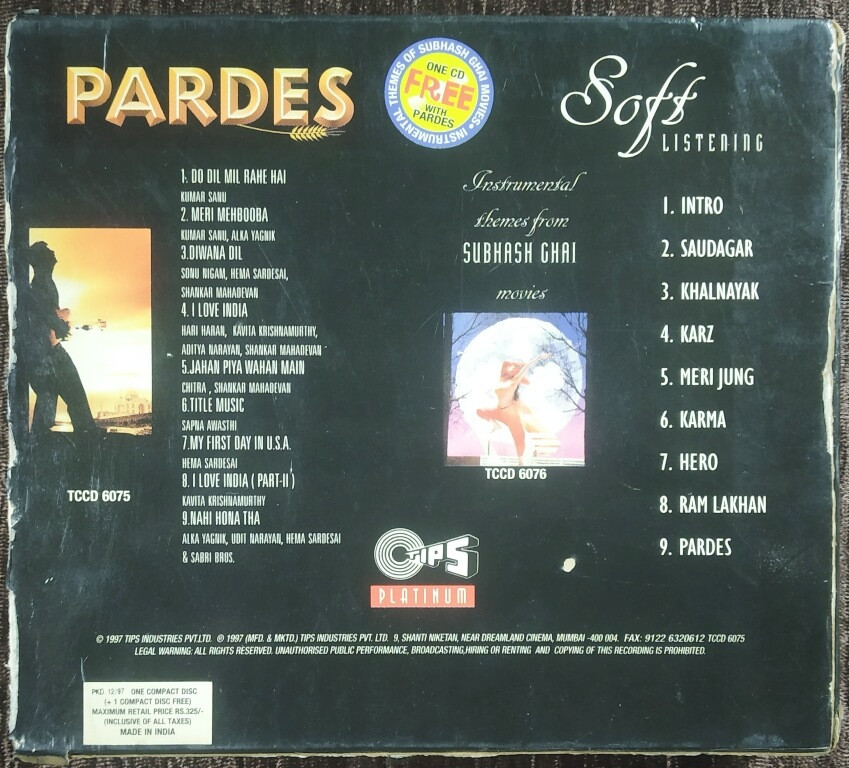 PARDES
INSTRUMENTAL THEMES OF SUBHASH GHAI MOVIES•
ONE CD
FREE
WITH
PARDES
Soft
LISTENING
1. DO DIL MIL RAHE HAI
KUMAR SANU
2. MERI MEHBOOBA
KUMAR SANU, ALKA YAGNIK
3.DIWANA DIL
SONU NIGAM, HEMA SARDESAI,
SHANKAR MAHADEVAN
4. I LOVE INDIA
HARI HARAN, KAVITA KRISHNAMURTHY,
ADITYA NARAYAN, SHANKAR MAHADEVAN
5.JAHAN PIYA WAHAN MAIN
CHITRA , SHANKAR MAHADEVAN
6.TITLE MUSIC
SAPNA AWASTHI
7.MY FIRST DAY IN U.S.A.
HEMA SARDESAI
8. I LOVE INDIA ( PART-II )
KAVITA KRISHNAMURTHY
9.NAHI HONA THA
ALKA YAGNIK, UDIT NARAYAN, HEMA SARDESAI
& SABRI BROS.
TCCD 6075
Instrumental
themes from
SUBHASH GHAI
movies
TCCD 6076
1. INTRO
2. SAUDAGAR
3. KHALNAYAK
4. KARZ
5. MERI JUNG
6. KARMA
7. HERO
8. RAM LAKHAN
9. PARDES
TIPS
PLATINUM
© 1997 TIPS INDUSTRIES PVT.LTD. ℗ 1997 (MFD. & MKTD.) TIPS INDUSTRIES PVT. LTD. 9, SHANTI NIKETAN, NEAR DREAMLAND CINEMA, MUMBAI -400 004. FAX: 9122 6320612 TCCD 6075
LEGAL WARNING: ALL RIGHTS RESERVED. UNAUTHORISED PUBLIC PERFORMANCE, BROADCASTING,HIRING OR RENTING AND COPYING OF THIS RECORDING IS PROHIBITED.
PKD. 12/97 ONE COMPACT DISC
(+ 1 COMPACT DISC FREE)
MAXIMUM RETAIL PRICE RS.325/-
(INCLUSIVE OF ALL TAXES)
MADE IN INDIA